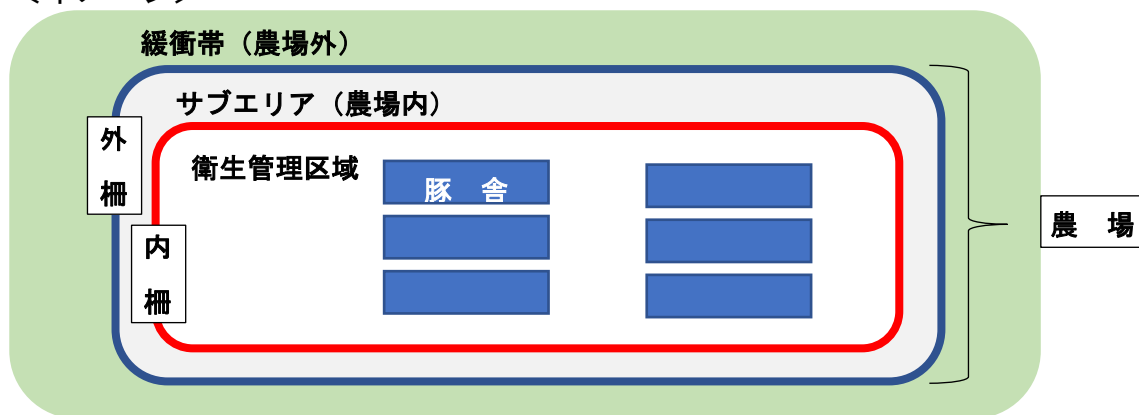 緩衝帯（農場外）
サブエリア（農場内）
外柵
衛生管理区域
豚　舎
内柵
農　場